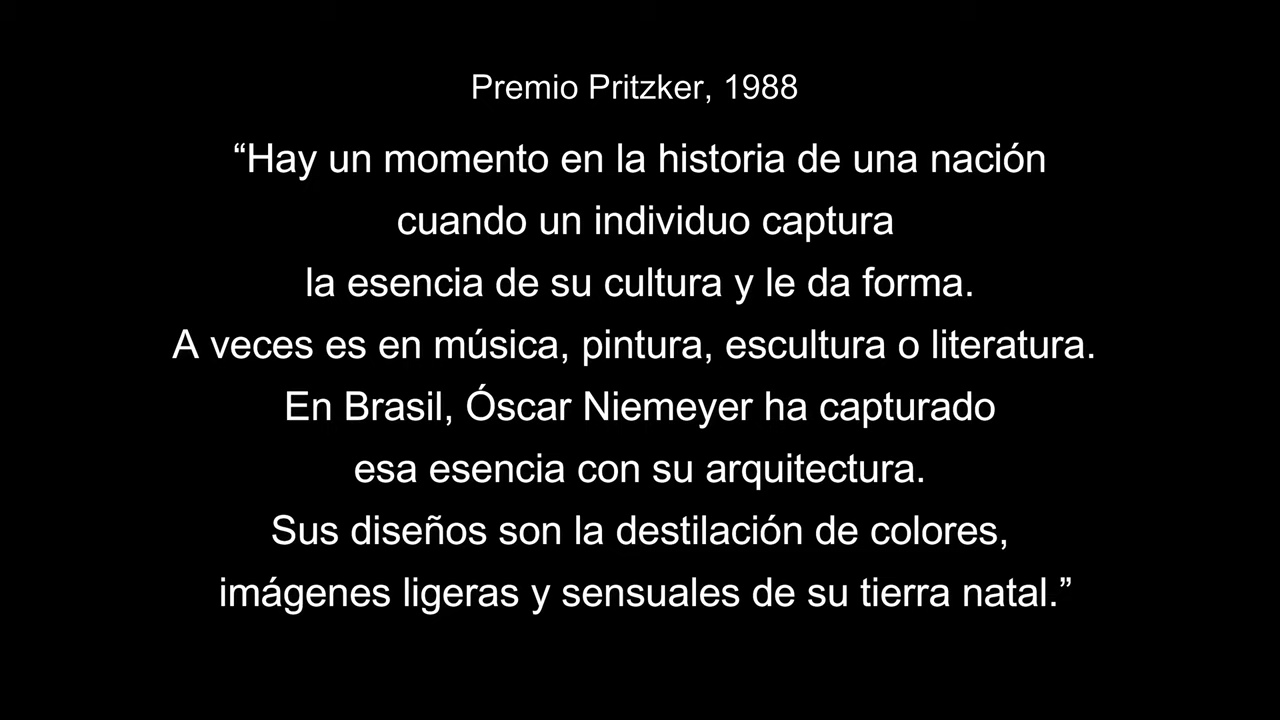 Premio Pritzker, 1988
“Hay un momento en la historia de una nación
cuando un individuo captura
la esencia de su cultura y le da forma.
A veces es en música, pintura, escultura o literatura.
En Brasil, Óscar Niemeyer ha capturado
esa esencia con su arquitectura.
Sus diseños son la destilación de colores,
imágenes ligeras y sensuales de su tierra natal.”